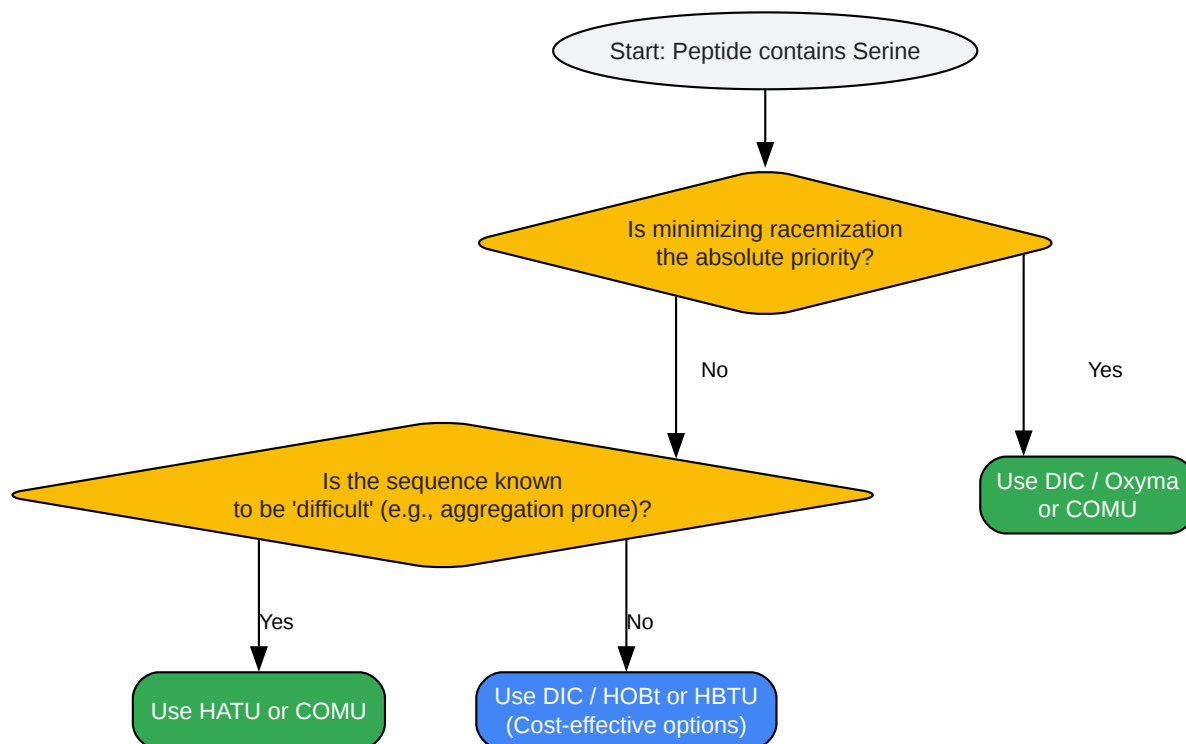 Start: Peptide contains Serine
Is minimizing racemization
the absolute priority?
No
Yes
Is the sequence known
to be 'difficult' (e.g., aggregation prone)?
Use DIC / Oxyma
or COMU
Yes
No
Use HATU or COMU
Use DIC / HOBt or HBTU
(Cost-effective options)